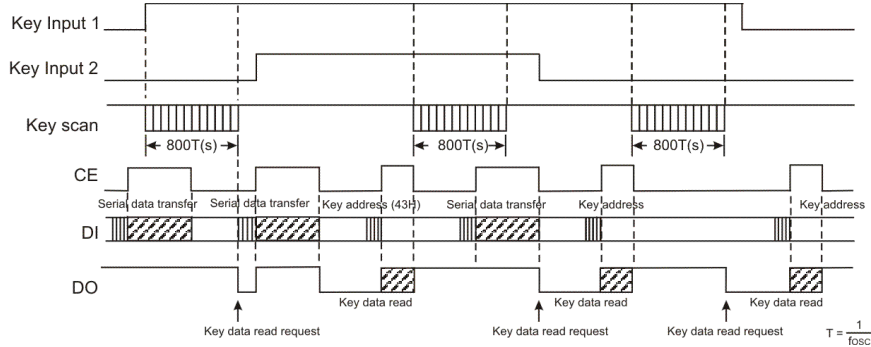 Key Input 1
Key Input 2
Key scan
800T(s) 800T(s) 800T(s)
CE
Serial data transfer Serial data transfer Key address (43H) Serial data transfer Key address Key address
DI
DO
Key data read Key data read Key data read
Key data read request Key data read request Key data read request
T = 1/fosc